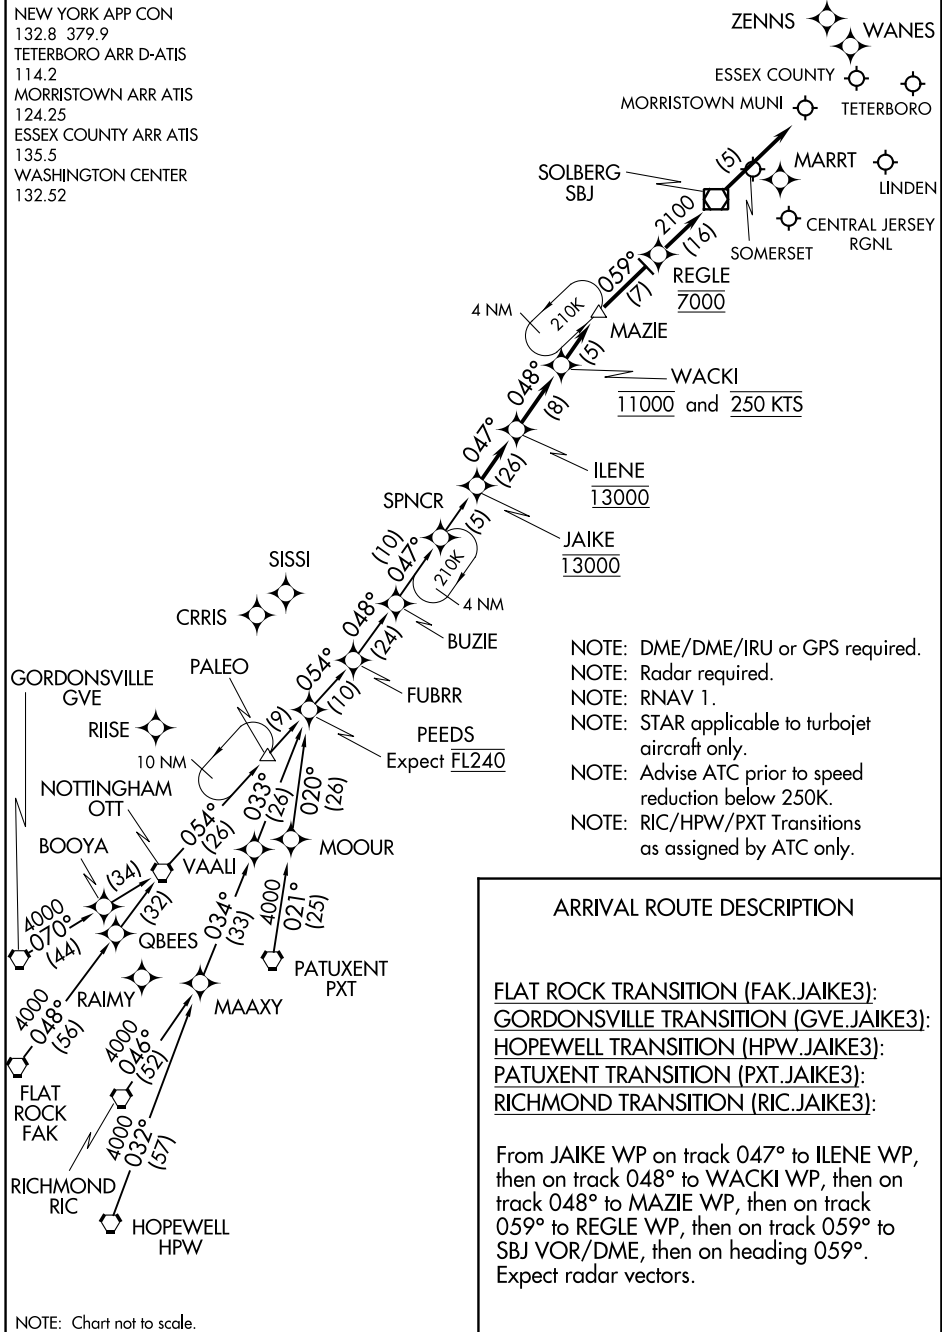 NEW YORK APP CON
132.8 379.9
TETERBORO ARR D-ATIS
114.2
MORRISTOWN ARR ATIS
124.25
ESSEX COUNTY ARR ATIS
135.5
WASHINGTON CENTER
132.52
ZENNS
WANES
ESSEX COUNTY
TETERBORO
MORRISTOWN MUNI
(5)
MARRT
LINDEN
SOLBERG
SBJ
CENTRAL JERSEY
RGNL
SOMERSET
2100
(16)
REGLE
7000
059°
(7)
4 NM
210K
MAZIE
(5)
WACKI
11000 and 250 KTS
048°
(8)
047°
(26)
ILENE
13000
SPNCR
(5)
JAIKE
13000
(10)
047°
210K
4 NM
SISSI
CRRIS
048°
(24)
BUZIE
PALEO
054°
(10)
FUBRR
GORDONSVILLE
GVE
RIISE
(9)
PEEDS
Expect FL240
10 NM
NOTTINGHAM
OTT
054°
(26)
033°
(26)
020°
(26)
BOOYA
VAALI
MOOUR
(34)
(32)
4000
070°
(44)
QBEES
034°
(33)
4000
021°
(25)
PATUXENT
PXT
RAIMY
MAAXY
4000
048°
(56)
4000
046°
(52)
FLAT
ROCK
FAK
4000
032°
(57)
RICHMOND
RIC
HOPEWELL
HPW
NOTE: DME/DME/IRU or GPS required.
NOTE: Radar required.
NOTE: RNAV 1.
NOTE: STAR applicable to turbojet
aircraft only.
NOTE: Advise ATC prior to speed
reduction below 250K.
NOTE: RIC/HPW/PXT Transitions
as assigned by ATC only.
ARRIVAL ROUTE DESCRIPTION
FLAT ROCK TRANSITION (FAK.JAIKE3):
GORDONSVILLE TRANSITION (GVE.JAIKE3):
HOPEWELL TRANSITION (HPW.JAIKE3):
PATUXENT TRANSITION (PXT.JAIKE3):
RICHMOND TRANSITION (RIC.JAIKE3):
From JAIKE WP on track 047° to ILENE WP,
then on track 048° to WACKI WP, then on
track 048° to MAZIE WP, then on track
059° to REGLE WP, then on track 059° to
SBJ VOR/DME, then on heading 059°.
Expect radar vectors.
NOTE: Chart not to scale.